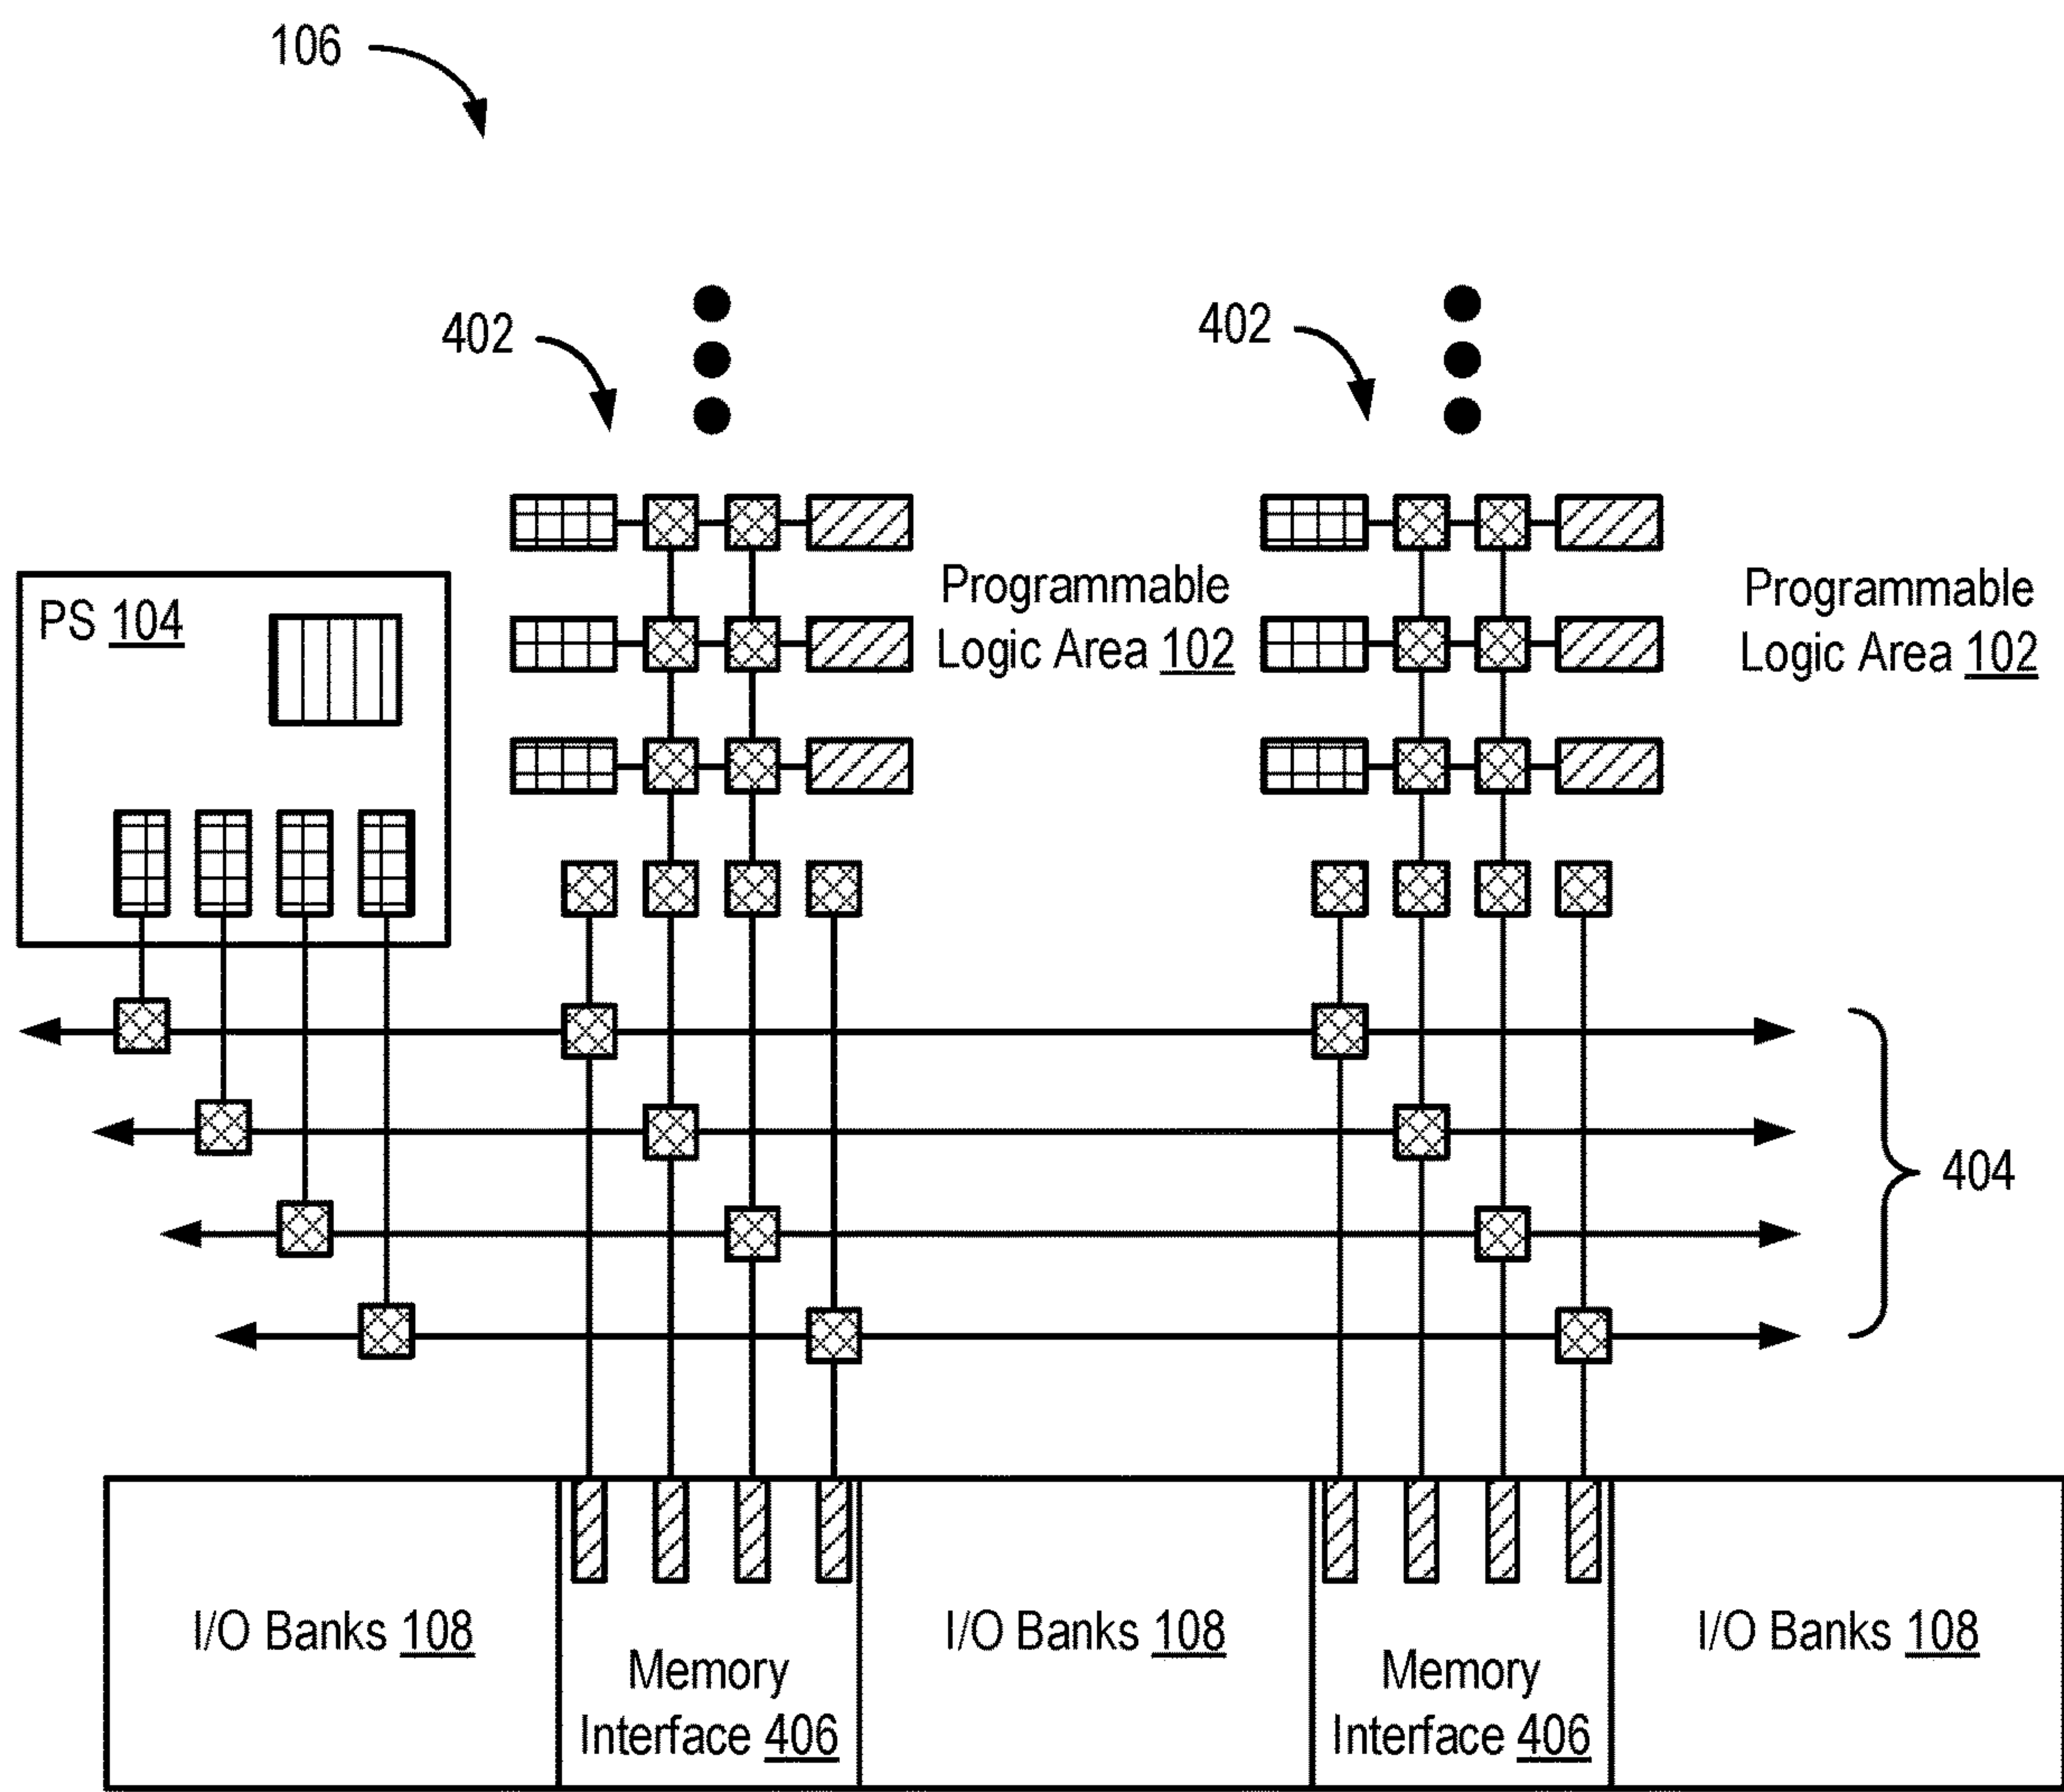 106
402
402
PS 104
Programmable
Logic Area 102
Programmable
Logic Area 102
404
I/O Banks 108
Memory
Interface 406
I/O Banks 108
Memory
Interface 406
I/O Banks 108